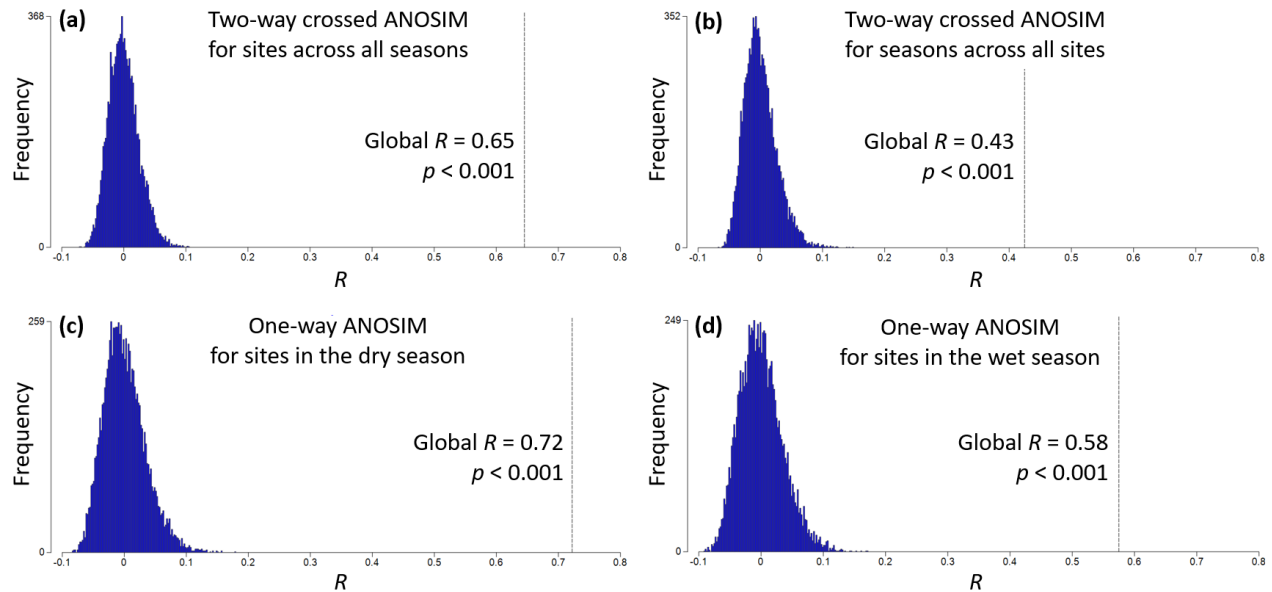 (a)
Two-way crossed ANOSIM
for sites across all seasons
368
Frequency
Global R = 0.65
p < 0.001
0
-0.1 0 0.1 0.2 0.3 0.4 0.5 0.6 0.7 0.8
R
(b)
Two-way crossed ANOSIM
for seasons across all sites
352
Frequency
Global R = 0.43
p < 0.001
0
-0.1 0 0.1 0.2 0.3 0.4 0.5 0.6 0.7 0.8
R
(c)
One-way ANOSIM
for sites in the dry season
259
Frequency
Global R = 0.72
p < 0.001
0
-0.1 0 0.1 0.2 0.3 0.4 0.5 0.6 0.7 0.8
R
(d)
One-way ANOSIM
for sites in the wet season
249
Frequency
Global R = 0.58
p < 0.001
0
-0.1 0 0.1 0.2 0.3 0.4 0.5 0.6 0.7 0.8
R